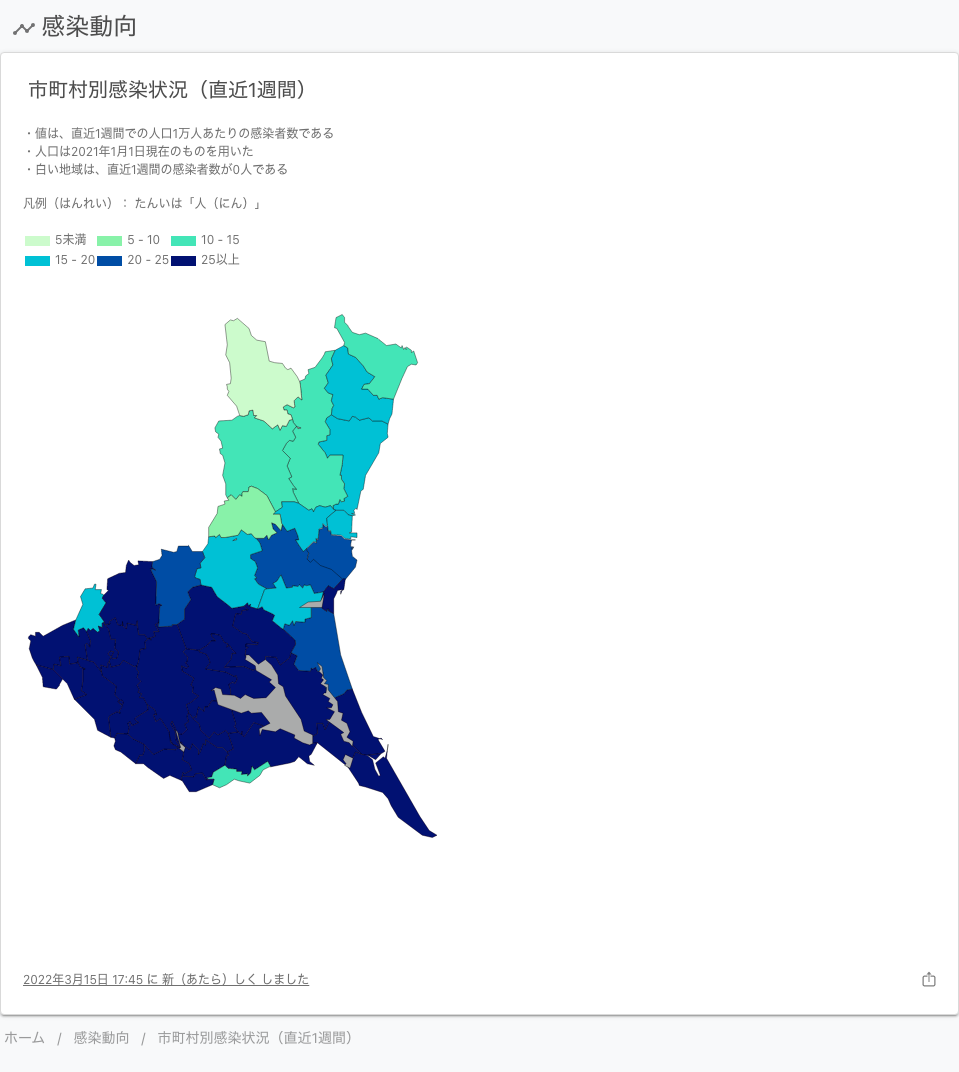 感染動向
市町村別感染状況（直近1週間）
・値は、直近1週間での人口1万人あたりの感染者数である
・人口は2021年1月1日現在のものを用いた
・白い地域は、直近1週間の感染者数が0人である
凡例（はんれい）： たんいは「人（にん）」
5未満 5 - 10 10 - 15
15 - 20 20 - 25 25以上
2022年3月15日 17:45 に 新（あたら）しく しました
ホーム / 感染動向 / 市町村別感染状況（直近1週間）